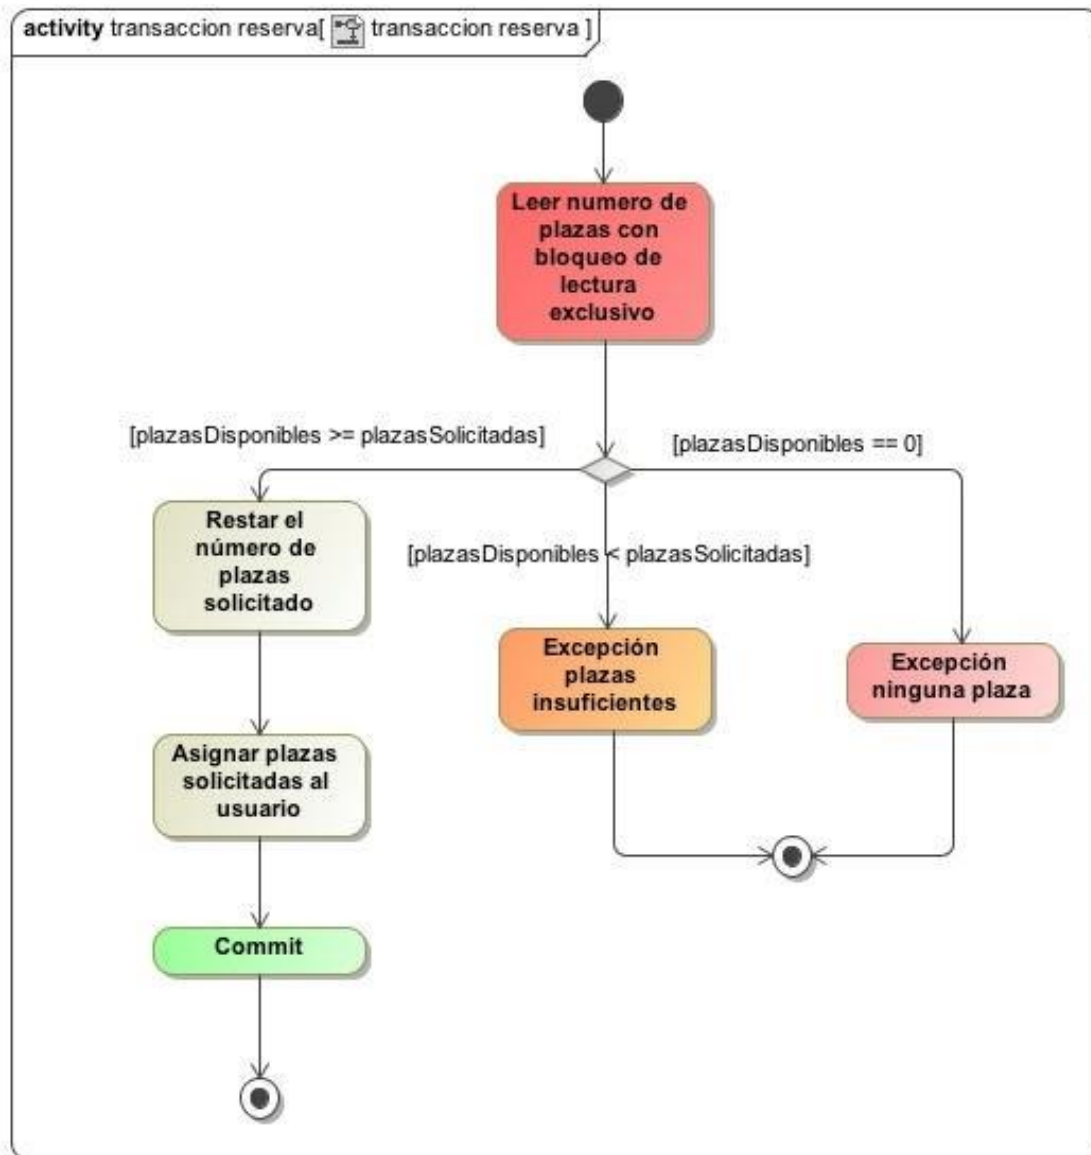 activity transaccion reserva[ transaccion reserva ]
Leer numero de
plazas con
bloqueo de
lectura
exclusivo
[plazasDisponibles >= plazasSolicitadas]
[plazasDisponibles == 0]
Restar el
número de
plazas
solicitado
[plazasDisponibles < plazasSolicitadas]
Excepción
plazas
insuficientes
Excepción
ninguna plaza
Asignar plazas
solicitadas al
usuario
Commit